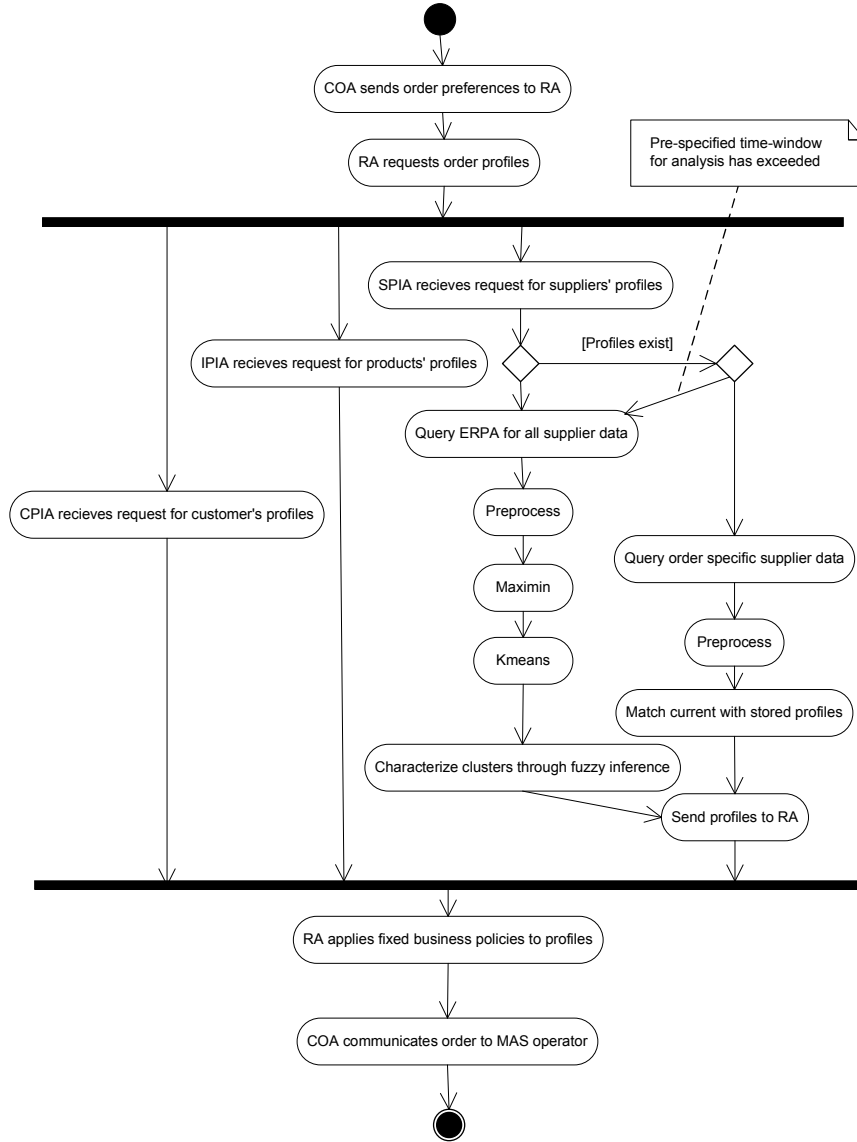 COA sends order preferences to RA
RA requests order profiles
Pre-specified time-window
for analysis has exceeded
SPIA recieves request for suppliers' profiles
[Profiles exist]
IPIA recieves request for products' profiles
Query ERPA for all supplier data
CPIA recieves request for customer's profiles
Preprocess
Query order specific supplier data
Maximin
Preprocess
Kmeans
Match current with stored profiles
Characterize clusters through fuzzy inference
Send profiles to RA
RA applies fixed business policies to profiles
COA communicates order to MAS operator